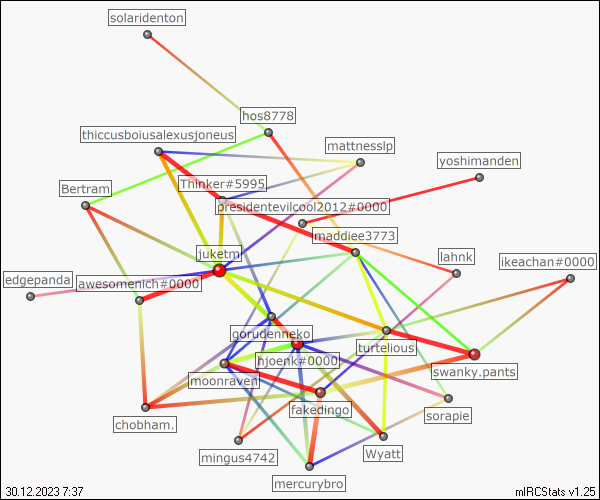 solaridenton
hos8778
thiccusboiusalexusjoneus
mattnesslp
yoshimanden
Thinker#5995
Bertram
presidentevilcool2012#0000
maddiee3773
juketm
lahnk
ikeachan#0000
edgepanda
awesomenich#0000
gorudenneko
turtelious
hjoenk#0000
swanky.pants
moonraven
fakedingo
sorapie
chobham.
mingus4742
Wyatt
mercurybro
30.12.2023 7:37
mIRCStats v1.25